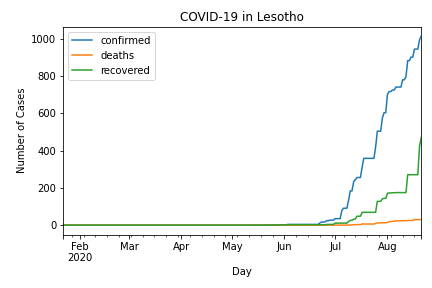 COVID-19 in Lesotho
confirmed
deaths
recovered
Number of Cases
1000
800
600
400
200
0
Feb Mar Apr May Jun Jul Aug
2020
Day